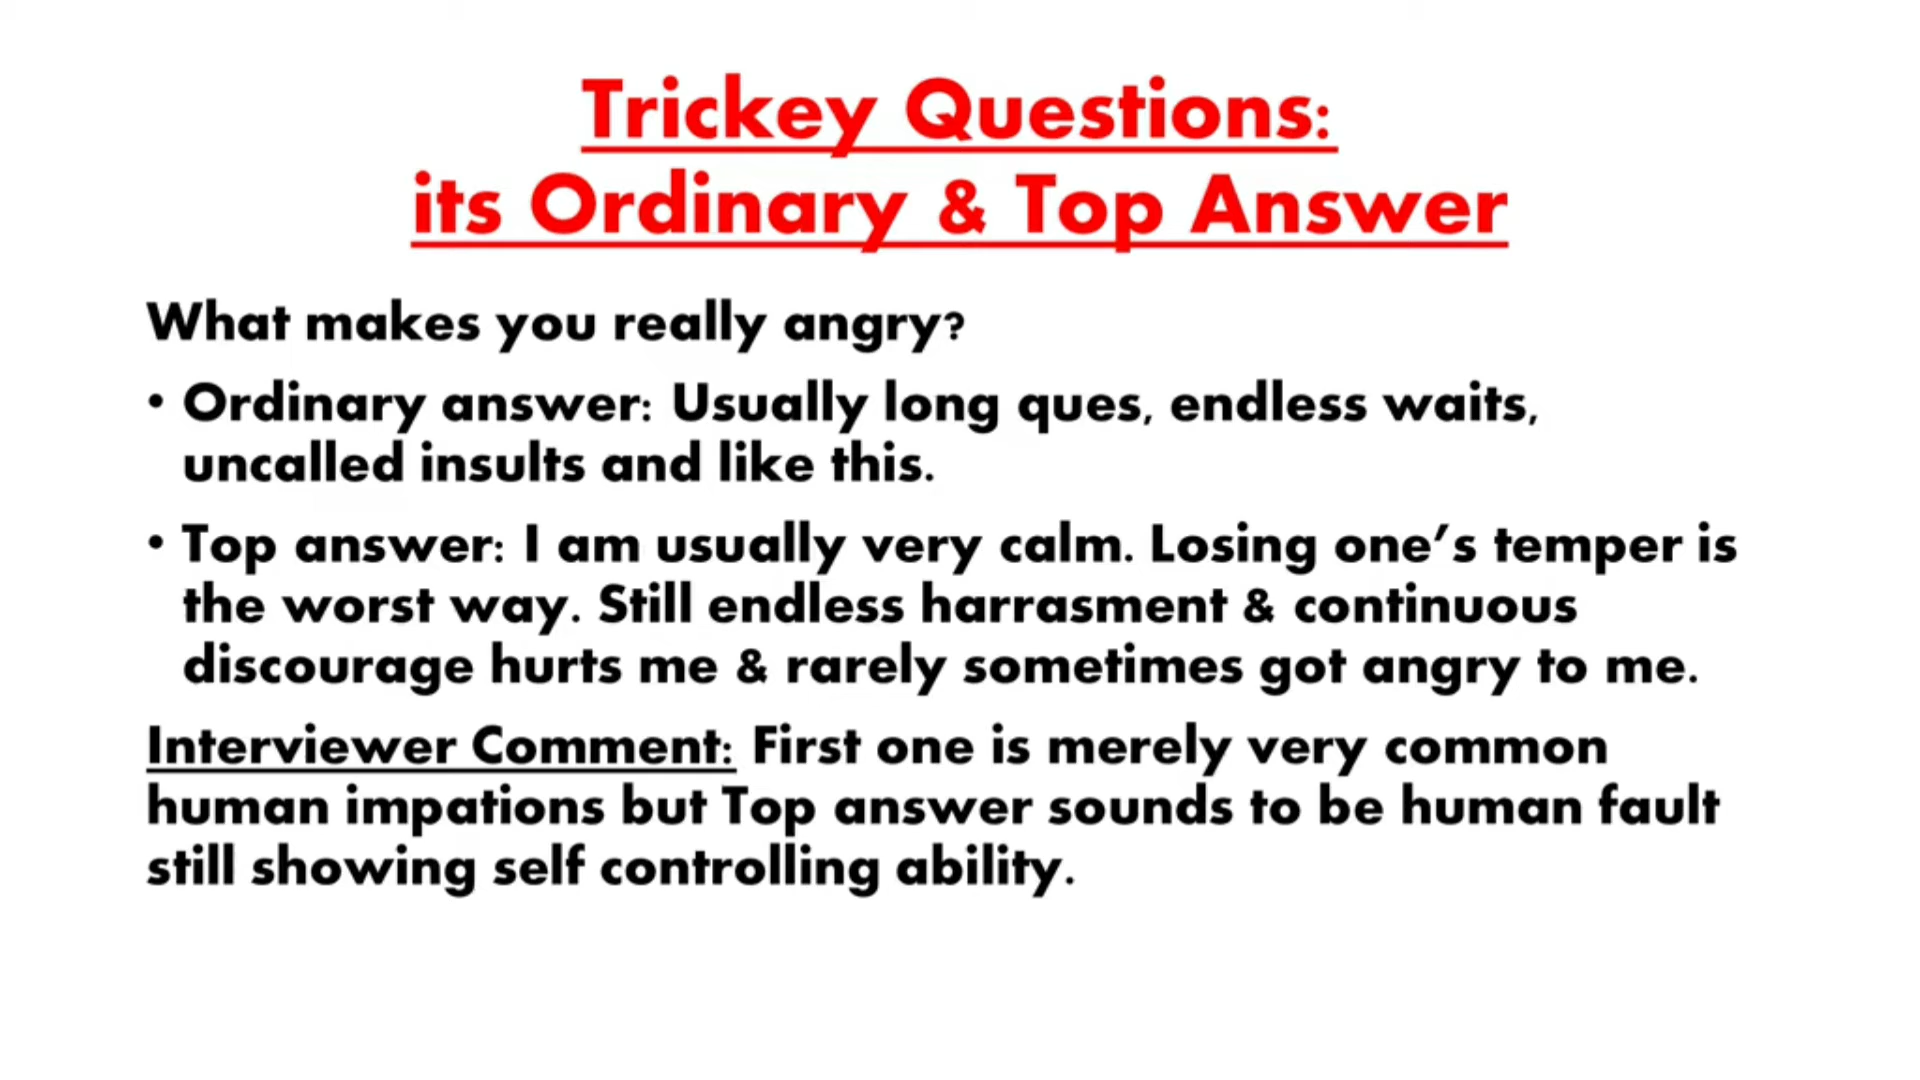 Trickey Questions:
its Ordinary & Top Answer
What makes you really angry?
• Ordinary answer: Usually long ques, endless waits,
uncalled insults and like this.
• Top answer: I am usually very calm. Losing one’s temper is
the worst way. Still endless harrasment & continuous
discourage hurts me & rarely sometimes got angry to me.
Interviewer Comment: First one is merely very common
human impations but Top answer sounds to be human fault
still showing self controlling ability.